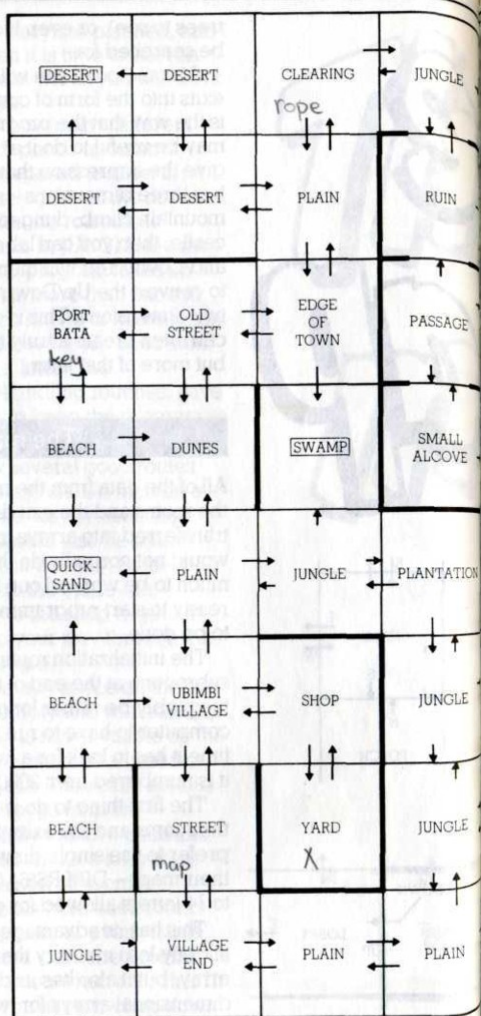 DESERT DESERT CLEARING JUNGLE
rope
DESERT DESERT PLAIN RUIN
PORT BATA OLD STREET EDGE OF TOWN PASSAGE
key
BEACH DUNES SWAMP SMALL ALCOVE
QUICK-SAND PLAIN JUNGLE PLANTATION
BEACH UBIMBI VILLAGE SHOP JUNGLE
BEACH STREET YARD JUNGLE
map X
JUNGLE VILLAGE END PLAIN PLAIN